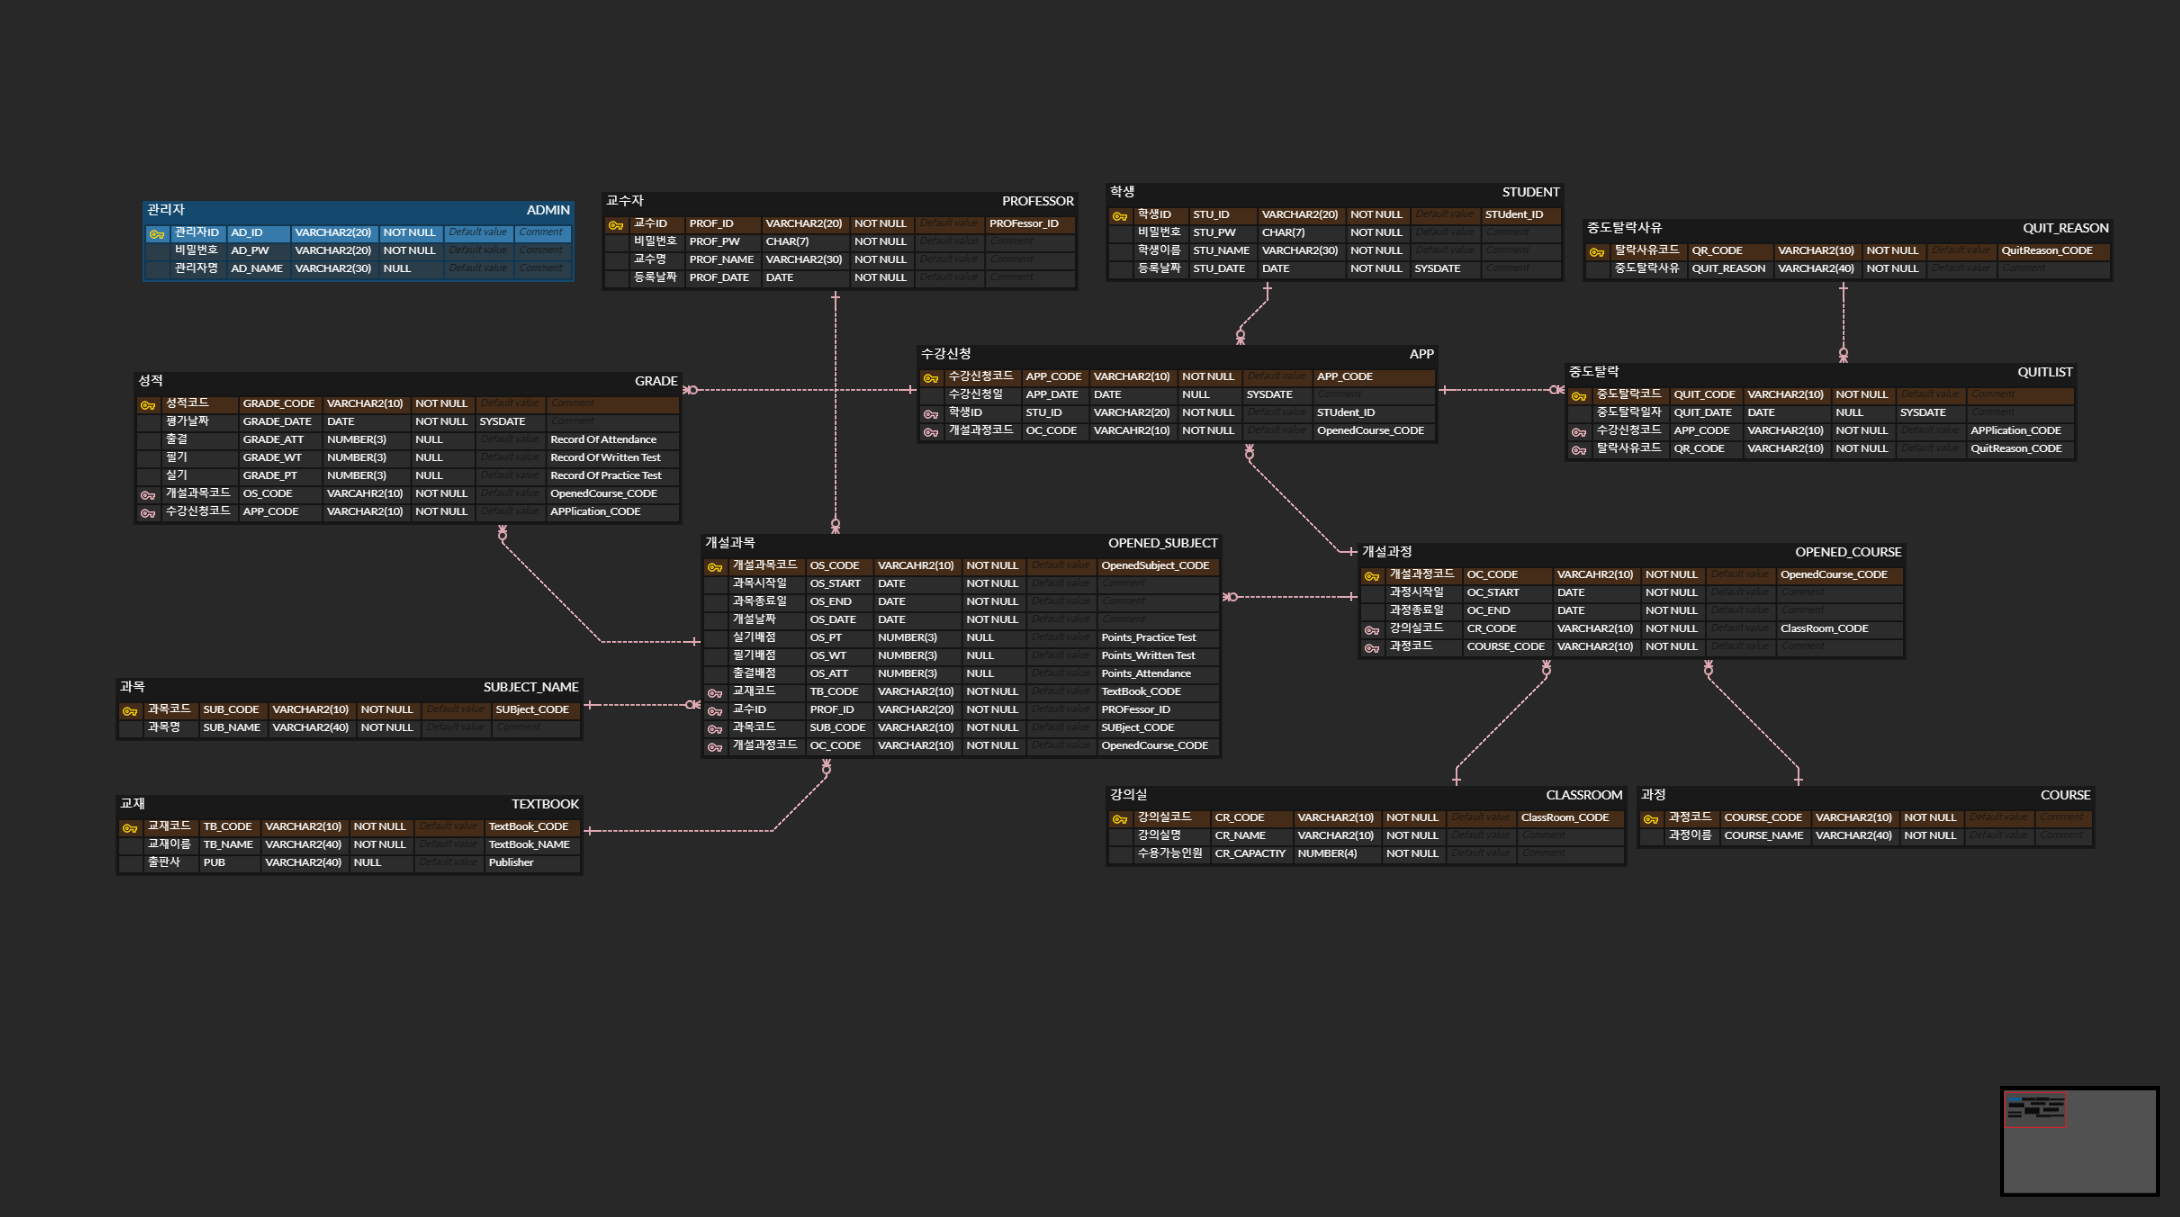 관리자 ADMIN
관리자ID AD_ID VARCHAR2(20) NOT NULL Default value Comment
비밀번호 AD_PW VARCHAR2(20) NOT NULL Default value Comment
관리자명 AD_NAME VARCHAR2(30) NULL Default value Comment
교수자 PROFESSOR
교수ID PROF_ID VARCHAR2(20) NOT NULL Default value PROFessor_ID
비밀번호 PROF_PW CHAR(7) NOT NULL Default value Comment
교수명 PROF_NAME VARCHAR2(30) NOT NULL Default value Comment
등록날짜 PROF_DATE DATE NOT NULL Default value Comment
학생 STUDENT
학생ID STU_ID VARCHAR2(20) NOT NULL Default value STUdent_ID
비밀번호 STU_PW CHAR(7) NOT NULL Default value Comment
학생이름 STU_NAME VARCHAR2(30) NOT NULL Default value Comment
등록날짜 STU_DATE DATE NOT NULL SYSDATE Comment
중도탈락사유 QUIT_REASON
탈락사유코드 QR_CODE VARCHAR2(10) NOT NULL Default value QuitReason_CODE
중도탈락사유 QUIT_REASON VARCHAR2(40) NOT NULL Default value Comment
성적 GRADE
성적코드 GRADE_CODE VARCHAR2(10) NOT NULL Default value Comment
평가날짜 GRADE_DATE DATE NOT NULL SYSDATE Comment
출결 GRADE_ATT NUMBER(3) NULL Default value Record Of Attendance
필기 GRADE_WT NUMBER(3) NULL Default value Record Of Written Test
실기 GRADE_PT NUMBER(3) NULL Default value Record Of Practice Test
개설과목코드 OS_CODE VARCAHR2(10) NOT NULL Default value OpenedCourse_CODE
수강신청코드 APP_CODE VARCHAR2(10) NOT NULL Default value APPlication_CODE
수강신청 APP
수강신청코드 APP_CODE VARCHAR2(10) NOT NULL Default value APP_CODE
수강신청일 APP_DATE DATE NULL SYSDATE Comment
학생ID STU_ID VARCHAR2(20) NOT NULL Default value STUdent_ID
개설과정코드 OC_CODE VARCAHR2(10) NOT NULL Default value OpenedCourse_CODE
중도탈락 QUITLIST
중도탈락코드 QUIT_CODE VARCHAR2(10) NOT NULL Default value Comment
중도탈락일자 QUIT_DATE DATE NULL SYSDATE Comment
수강신청코드 APP_CODE VARCHAR2(10) NOT NULL Default value APPlication_CODE
탈락사유코드 QR_CODE VARCHAR2(10) NOT NULL Default value QuitReason_CODE
개설과목 OPENED_SUBJECT
개설과목코드 OS_CODE VARCAHR2(10) NOT NULL Default value OpenedSubject_CODE
과목시작일 OS_START DATE NOT NULL Default value Comment
과목종료일 OS_END DATE NOT NULL Default value Comment
개설날짜 OS_DATE DATE NOT NULL Default value Comment
실기배점 OS_PT NUMBER(3) NULL Default value Points_Practice Test
필기배점 OS_WT NUMBER(3) NULL Default value Points_Written Test
출결배점 OS_ATT NUMBER(3) NULL Default value Points_Attendance
교재코드 TB_CODE VARCHAR2(10) NOT NULL Default value TextBook_CODE
교수ID PROF_ID VARCHAR2(20) NOT NULL Default value PROFessor_ID
과목코드 SUB_CODE VARCHAR2(10) NOT NULL Default value SUBject_CODE
개설과정코드 OC_CODE VARCHAR2(10) NOT NULL Default value OpenedCourse_CODE
개설과정 OPENED_COURSE
개설과정코드 OC_CODE VARCAHR2(10) NOT NULL Default value OpenedCourse_CODE
과정시작일 OC_START DATE NOT NULL Default value Comment
과정종료일 OC_END DATE NOT NULL Default value Comment
강의실코드 CR_CODE VARCHAR2(10) NOT NULL Default value ClassRoom_CODE
과정코드 COURSE_CODE VARCHAR2(10) NOT NULL Default value Comment
과목 SUBJECT_NAME
과목코드 SUB_CODE VARCHAR2(10) NOT NULL Default value SUBject_CODE
과목명 SUB_NAME VARCHAR2(40) NOT NULL Default value Comment
교재 TEXTBOOK
교재코드 TB_CODE VARCHAR2(10) NOT NULL Default value TextBook_CODE
교재이름 TB_NAME VARCHAR2(40) NOT NULL Default value TextBook_NAME
출판사 PUB VARCHAR2(40) NULL Default value Publisher
강의실 CLASSROOM
강의실코드 CR_CODE VARCHAR2(10) NOT NULL Default value ClassRoom_CODE
강의실명 CR_NAME VARCHAR2(10) NOT NULL Default value Comment
수용가능인원 CR_CAPACTIY NUMBER(4) NOT NULL Default value Comment
과정 COURSE
과정코드 COURSE_CODE VARCHAR2(10) NOT NULL Default value Comment
과정이름 COURSE_NAME VARCHAR2(40) NOT NULL Default value Comment